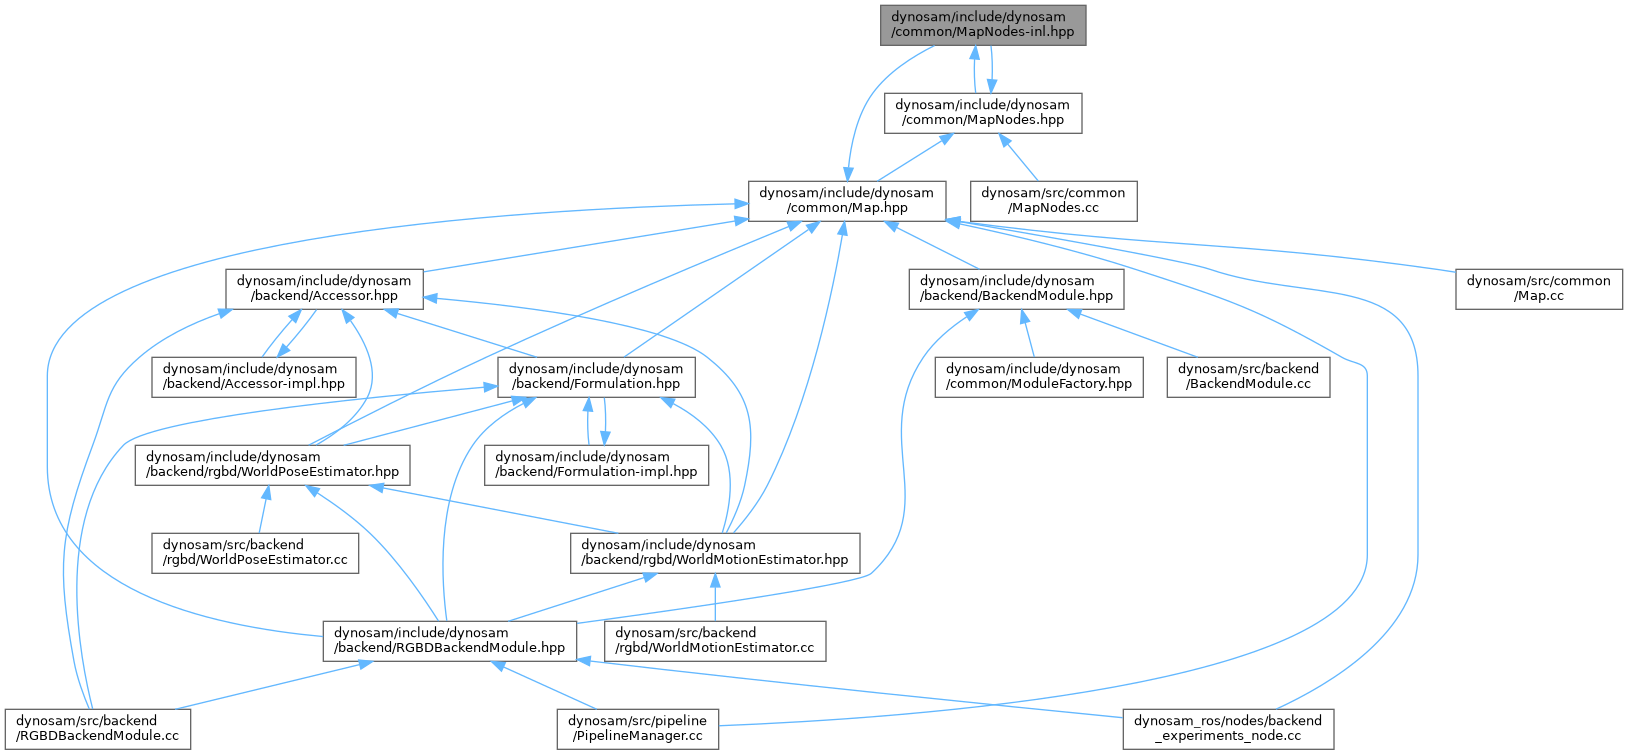 dynosam/include/dynosam
/common/MapNodes-inl.hpp
dynosam/include/dynosam
/common/MapNodes.hpp
dynosam/include/dynosam
/common/Map.hpp
dynosam/src/common
/MapNodes.cc
dynosam/include/dynosam
/backend/Accessor.hpp
dynosam/include/dynosam
/backend/BackendModule.hpp
dynosam/src/common
/Map.cc
dynosam/include/dynosam
/backend/Accessor-impl.hpp
dynosam/include/dynosam
/backend/Formulation.hpp
dynosam/include/dynosam
/common/ModuleFactory.hpp
dynosam/src/backend
/BackendModule.cc
dynosam/include/dynosam
/backend/rgbd/WorldPoseEstimator.hpp
dynosam/include/dynosam
/backend/Formulation-impl.hpp
dynosam/src/backend
/rgbd/WorldPoseEstimator.cc
dynosam/include/dynosam
/backend/rgbd/WorldMotionEstimator.hpp
dynosam/include/dynosam
/backend/RGBDBackendModule.hpp
dynosam/src/backend
/rgbd/WorldMotionEstimator.cc
dynosam/src/backend
/RGBDBackendModule.cc
dynosam/src/pipeline
/PipelineManager.cc
dynosam_ros/nodes/backend
_experiments_node.cc